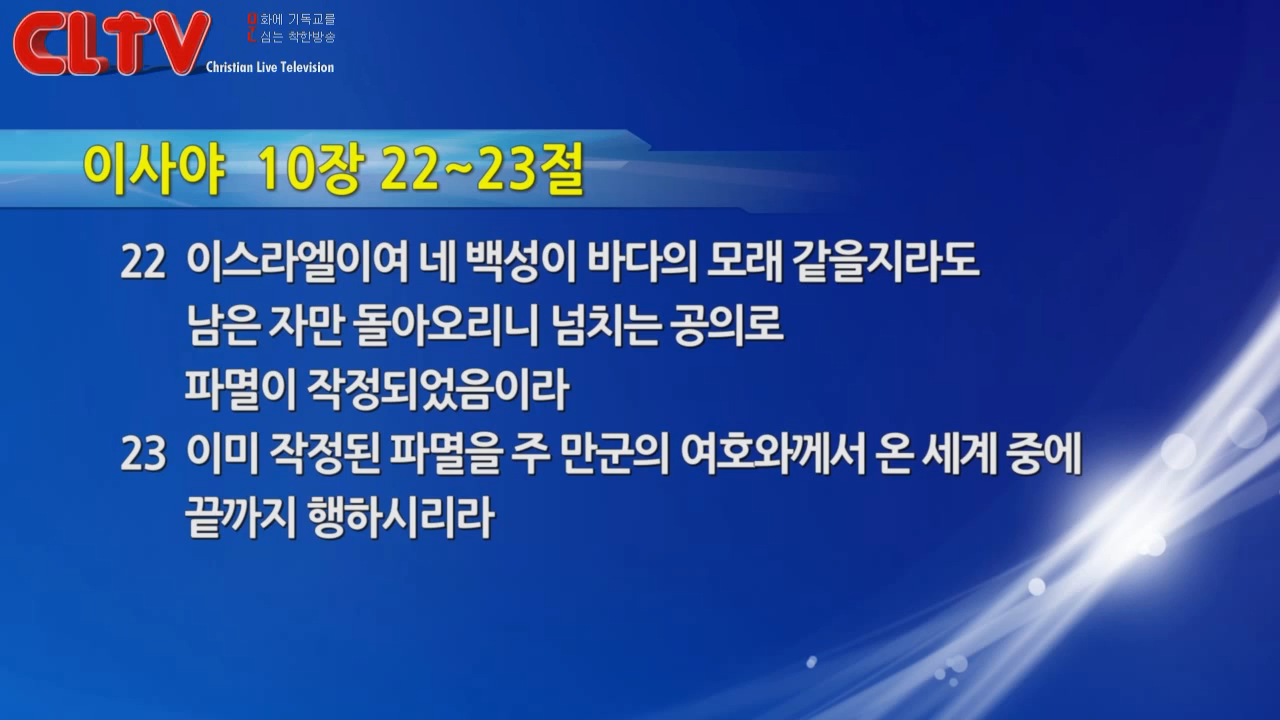 CLTV
문화에 기독교를
심는 착한방송
Christian Live Television
이사야 10장 22~23절
22 이스라엘이여 네 백성이 바다의 모래 같을지라도
남은 자만 돌아오리니 넘치는 공의로
파멸이 작정되었음이라
23 이미 작정된 파멸을 주 만군의 여호와께서 온 세계 중에
끝까지 행하시리라